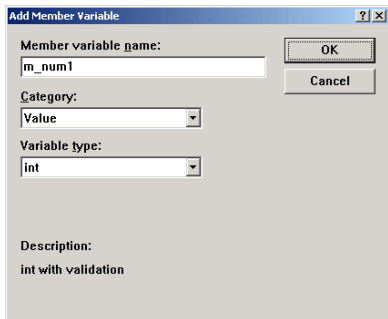 Add Member Variable
Member variable name:
OK
m_num1
Cancel
Category:
Value
Variable type:
int
Description:
int with validation